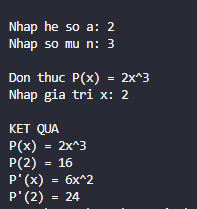 Nhap he so a: 2
Nhap so mu n: 3
Don thuc P(x) = 2x^3
Nhap gia tri x: 2
KET QUA
P(x) = 2x^3
P(2) = 16
P'(x) = 6x^2
P'(2) = 24